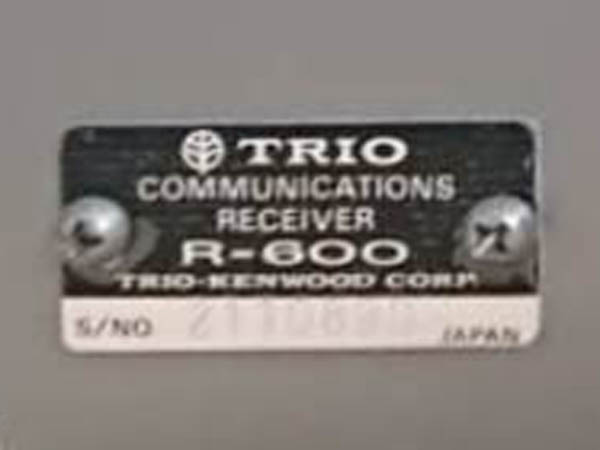 TRIO
COMMUNICATIONS
RECEIVER
R-600
TRIO-KENWOOD CORP.
S/NO
JAPAN